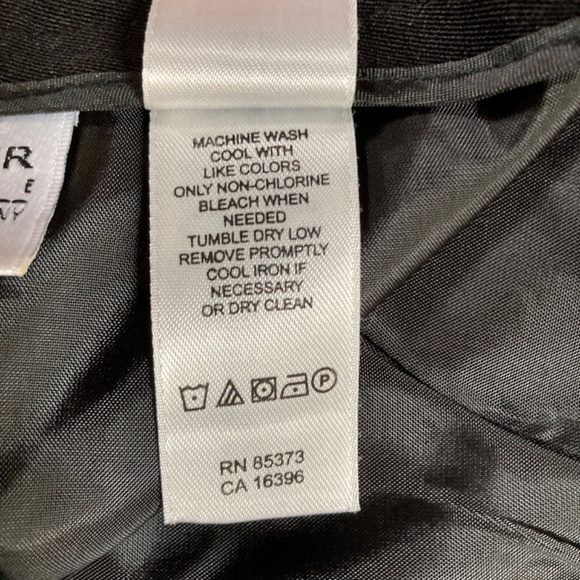 MACHINE WASH
COOL WITH
LIKE COLORS
ONLY NON-CHLORINE
BLEACH WHEN
NEEDED
TUMBLE DRY LOW
REMOVE PROMPTLY
COOL IRON IF
NECESSARY
OR DRY CLEAN
P
RN 85373
CA 16396
R
E